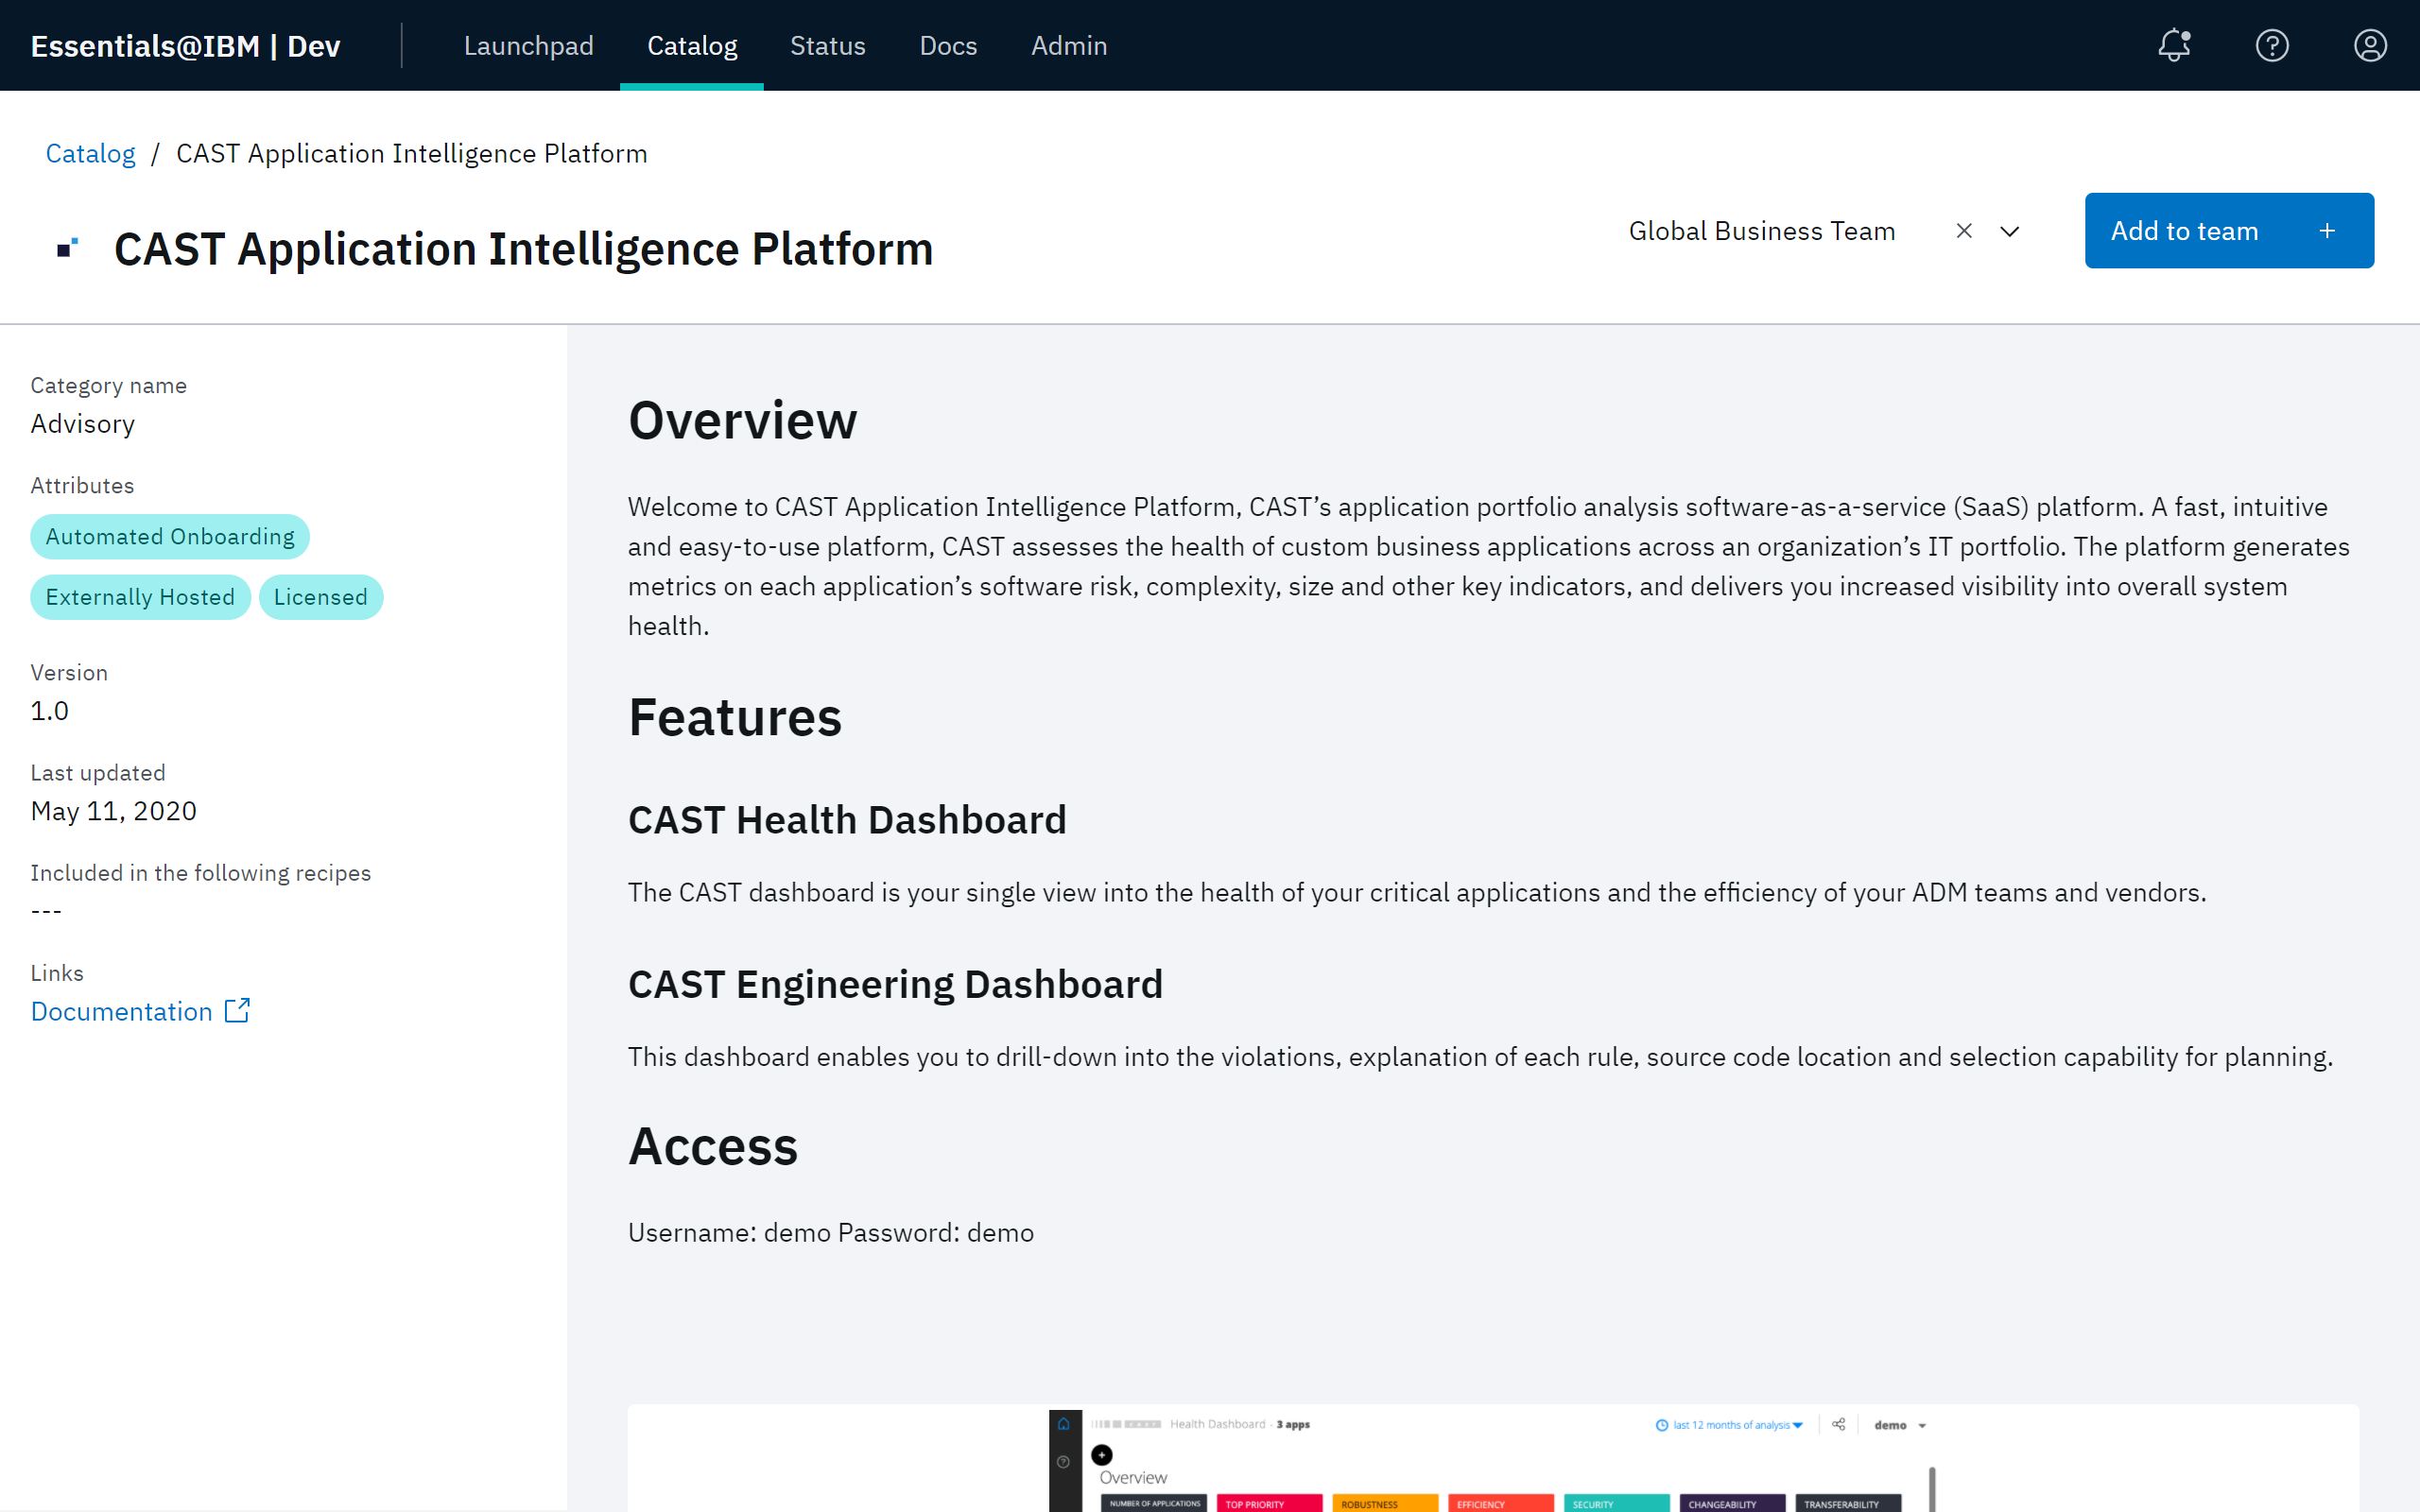 Essentials@IBM | Dev
Launchpad
Catalog
Status
Docs
Admin
Catalog / CAST Application Intelligence Platform
CAST Application Intelligence Platform
Global Business Team
Add to team
Category name
Advisory
Attributes
Automated Onboarding
Externally Hosted
Licensed
Version
1.0
Last updated
May 11, 2020
Included in the following recipes
---
Links
Documentation
Overview
Welcome to CAST Application Intelligence Platform, CAST’s application portfolio analysis software-as-a-service (SaaS) platform. A fast, intuitive
and easy-to-use platform, CAST assesses the health of custom business applications across an organization’s IT portfolio. The platform generates
metrics on each application’s software risk, complexity, size and other key indicators, and delivers you increased visibility into overall system
health.
Features
CAST Health Dashboard
The CAST dashboard is your single view into the health of your critical applications and the efficiency of your ADM teams and vendors.
CAST Engineering Dashboard
This dashboard enables you to drill-down into the violations, explanation of each rule, source code location and selection capability for planning.
Access
Username: demo Password: demo
Health Dashboard - 3 apps
last 12 months of analysis
demo
Overview
NUMBER OF APPLICATIONS
TOP PRIORITY
ROBUSTNESS
EFFICIENCY
SECURITY
CHANGEABILITY
TRANSFERABILITY